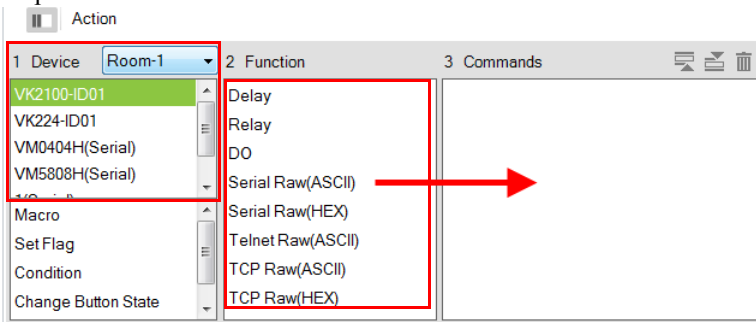 Action
1 Device Room-1
2 Function
3 Commands
VK2100-ID01
VK224-ID01
VM0404H(Serial)
VM5808H(Serial)
Macro
Set Flag
Condition
Change Button State
Delay
Relay
DO
Serial Raw(ASCII)
Serial Raw(HEX)
Telnet Raw(ASCII)
TCP Raw(ASCII)
TCP Raw(HEX)